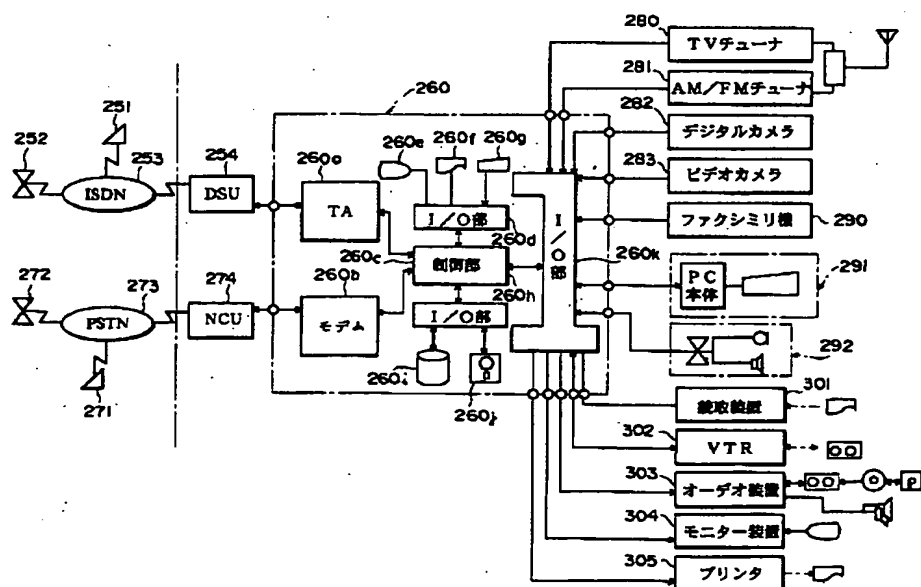 280
TVチューナ
281
AM/FMチューナ
282
デジタルカメラ
283
ビデオカメラ
ファクシミリ機
290
PC
本体
291
292
301
読取装置
302
VTR
303
オーデオ装置
P
304
モニター装置
305
プリンタ
260
251
252
253
ISDN
254
DSU
260a
TA
260e
260f
260g
I/O部
260d
260c
制御部
260h
I/O部
260k
I/O部
260b
モデム
260i
260j
272
273
PSTN
274
NCU
271